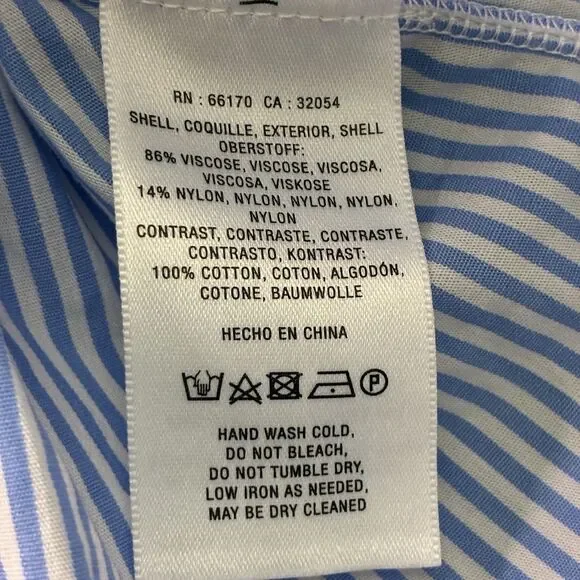 RN : 66170 CA : 32054
SHELL, COQUILLE, EXTERIOR, SHELL
OBERSTOFF:
86% VISCOSE, VISCOSE, VISCOSA,
VISCOSA, VISKOSE
14% NYLON, NYLON, NYLON, NYLON,
NYLON
CONTRAST, CONTRASTE, CONTRASTE,
CONTRASTO, KONTRAST:
100% COTTON, COTON, ALGODÓN,
COTONE, BAUMWOLLE
HECHO EN CHINA
P
HAND WASH COLD,
DO NOT BLEACH,
DO NOT TUMBLE DRY,
LOW IRON AS NEEDED,
MAY BE DRY CLEANED